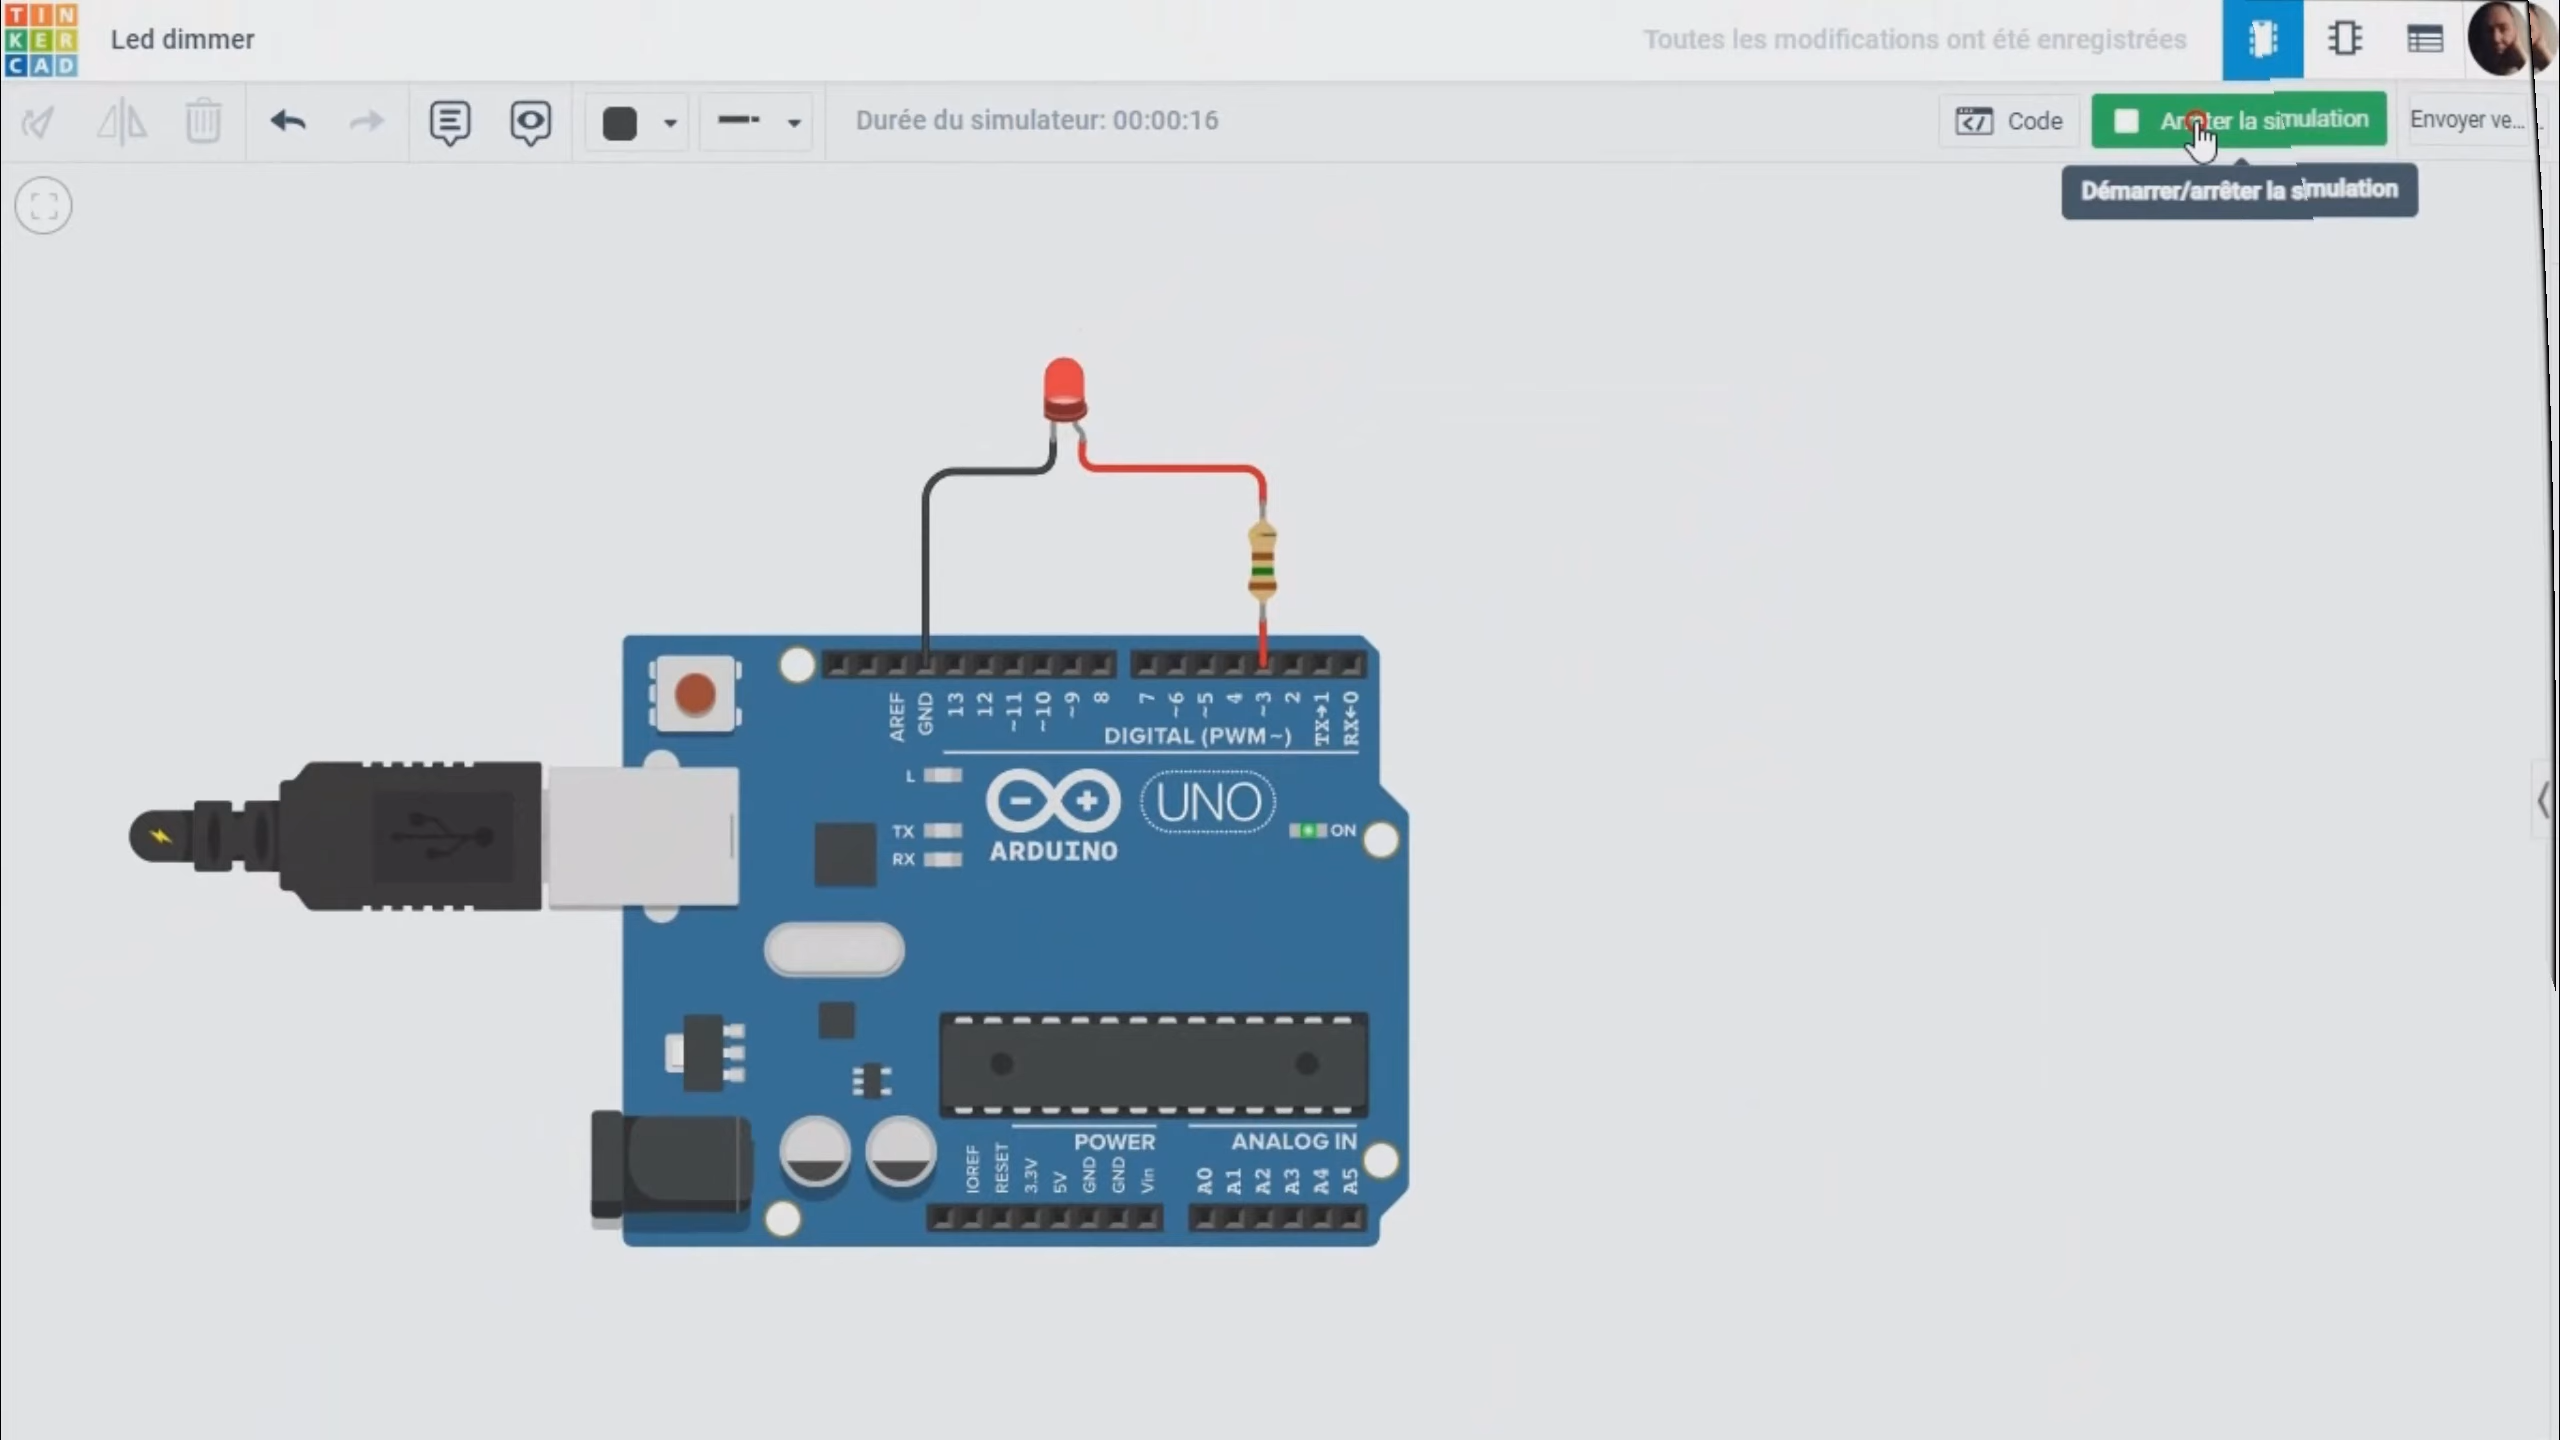 TIN
KER
CAD
Led dimmer
Toutes les modifications ont été enregistrées
Durée du simulateur: 00:00:16
Code
Arrêter la simulation
Envoyer ve...
Démarrer/arrêter la simulation
AREF
GND
13
12
~11
~10
~9
8
7
~6
~5
4
~3
2
TX→1
RX←0
DIGITAL (PWM~)
L
TX
RX
UNO
ARDUINO
ON
POWER
ANALOG IN
IOREF
RESET
3.3V
5V
GND
GND
Vin
A0
A1
A2
A3
A4
A5